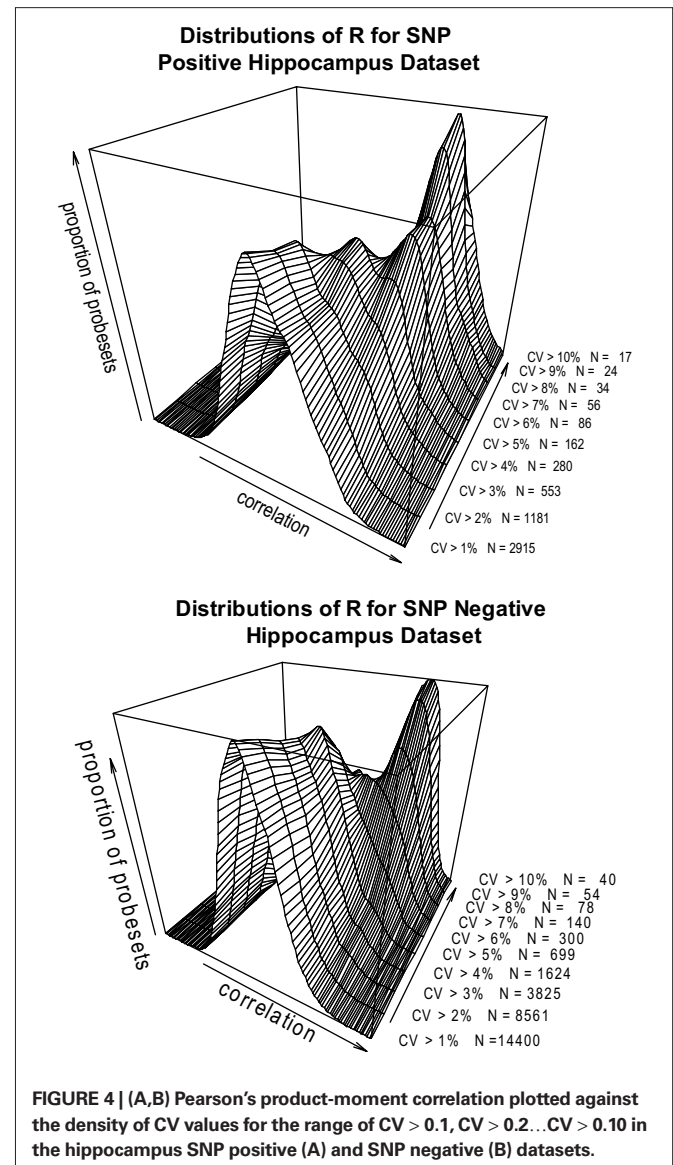 Distributions of R for SNP
Positive Hippocampus Dataset
proportion of probesets
correlation
CV > 10% N = 17
CV > 9% N = 24
CV > 8% N = 34
CV > 7% N = 56
CV > 6% N = 86
CV > 5% N = 162
CV > 4% N = 280
CV > 3% N = 553
CV > 2% N = 1181
CV > 1% N = 2915
Distributions of R for SNP Negative
Hippocampus Dataset
proportion of probesets
correlation
CV > 10% N = 40
CV > 9% N = 54
CV > 8% N = 78
CV > 7% N = 140
CV > 6% N = 300
CV > 5% N = 699
CV > 4% N = 1624
CV > 3% N = 3825
CV > 2% N = 8561
CV > 1% N =14400
FIGURE 4 | (A,B) Pearson's product-moment correlation plotted against
the density of CV values for the range of CV > 0.1, CV > 0.2…CV > 0.10 in
the hippocampus SNP positive (A) and SNP negative (B) datasets.